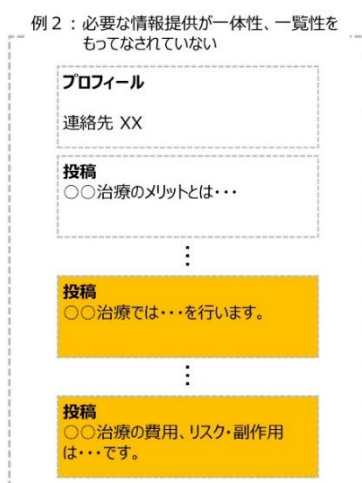 例２：必要な情報提供が一体性、一覧性を
もってなされていない
プロフィール
連絡先 XX
投稿
○○治療のメリットとは・・・
⋮
投稿
○○治療では・・・を行います。
⋮
投稿
○○治療の費用、リスク・副作用
は・・・です。